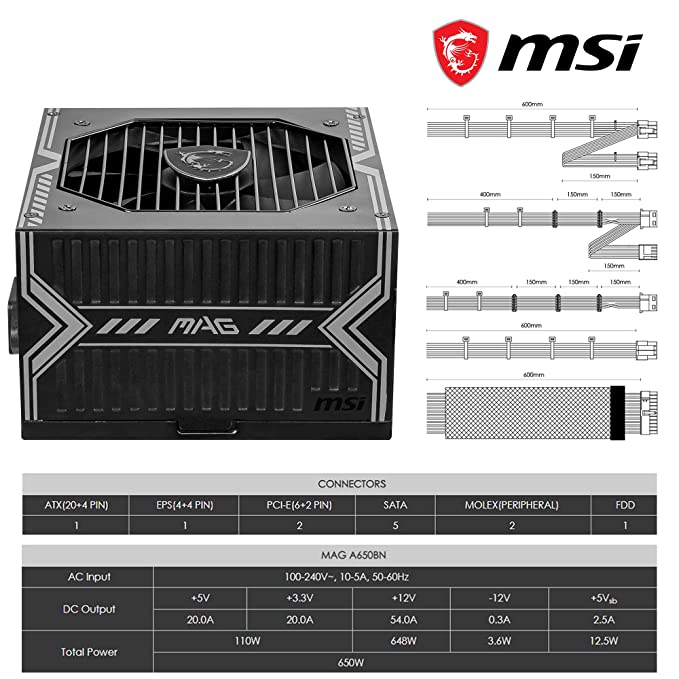 msi
600mm
150mm
400mm
150mm
150mm
150mm
400mm
150mm
150mm
150mm
600mm
600mm
MAG
msi
CONNECTORS
ATX(20+4 PIN) EPS(4+4 PIN) PCI-E(6+2 PIN) SATA MOLEX(PERIPHERAL) FDD
1 1 2 5 2 1
MAG A650BN
AC Input 100-240V~, 10-5A, 50-60Hz
DC Output +5V +3.3V +12V -12V +5Vsb
20.0A 20.0A 54.0A 0.3A 2.5A
Total Power 110W 648W 3.6W 12.5W
650W